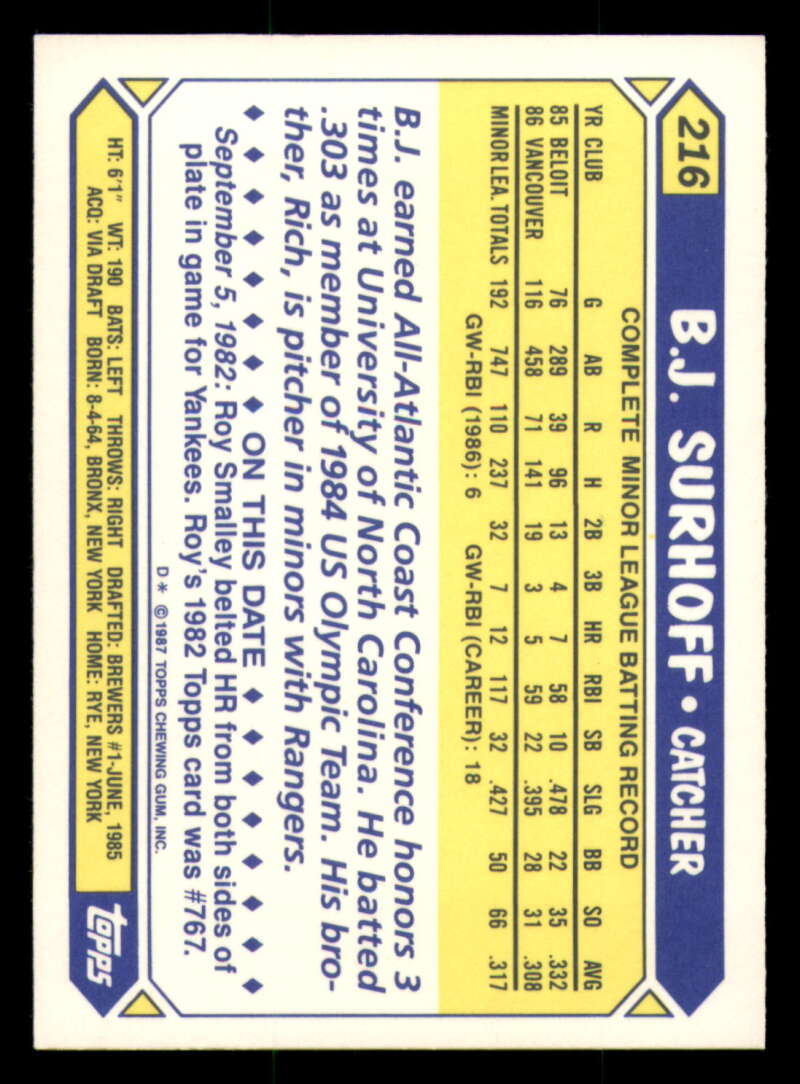 216 B.J. SURHOFF • CATCHER
COMPLETE MINOR LEAGUE BATTING RECORD
YR CLUB G AB R H 2B 3B HR RBI SB SLG BB SO AVG
85 BELOIT 76 289 39 96 13 4 7 58 10 .478 22 35 .332
86 VANCOUVER 116 458 71 141 19 3 5 59 22 .395 28 31 .308
MINOR LEA. TOTALS 192 747 110 237 32 7 12 117 32 .427 50 66 .317
GW-RBI (1986): 6 GW-RBI (CAREER): 18
B.J. earned All-Atlantic Coast Conference honors 3
times at University of North Carolina. He batted
.303 as member of 1984 US Olympic Team. His bro-
ther, Rich, is pitcher in minors with Rangers.
◆ ◆ ◆ ◆ ◆ ◆ ◆ ◆ ON THIS DATE ◆ ◆ ◆ ◆ ◆ ◆ ◆ ◆
September 5, 1982: Roy Smalley belted HR from both sides of
plate in game for Yankees. Roy's 1982 Topps card was #767.
D* ©1987 TOPPS CHEWING GUM, INC.
HT: 6'1" WT: 190 BATS: LEFT THROWS: RIGHT DRAFTED: BREWERS #1-JUNE, 1985
ACQ: VIA DRAFT BORN: 8-4-64, BRONX, NEW YORK HOME: RYE, NEW YORK
topps